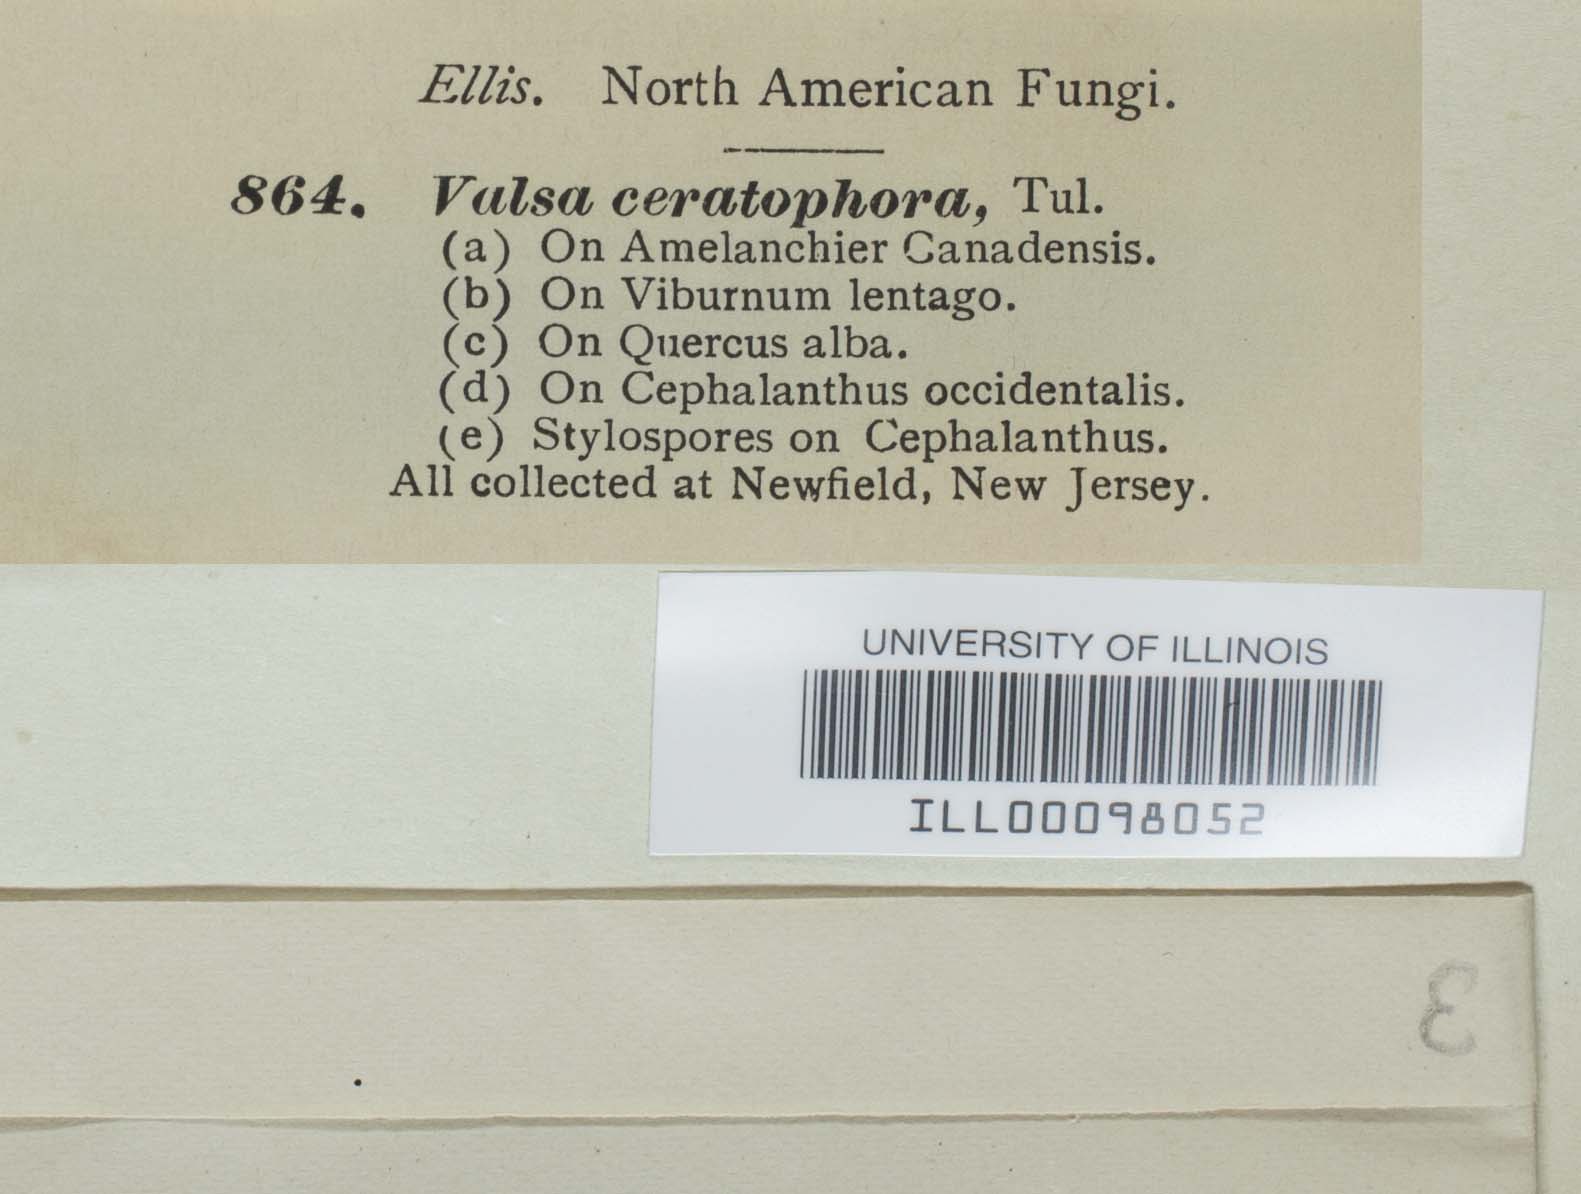 Ellis. North American Fungi.
864. Valsa ceratophora, Tul.
(a) On Amelanchier Canadensis.
(b) On Viburnum lentago.
(c) On Quercus alba.
(d) On Cephalanthus occidentalis.
(e) Stylospores on Cephalanthus.
All collected at Newfield, New Jersey.
UNIVERSITY OF ILLINOIS
ILL00098052
3